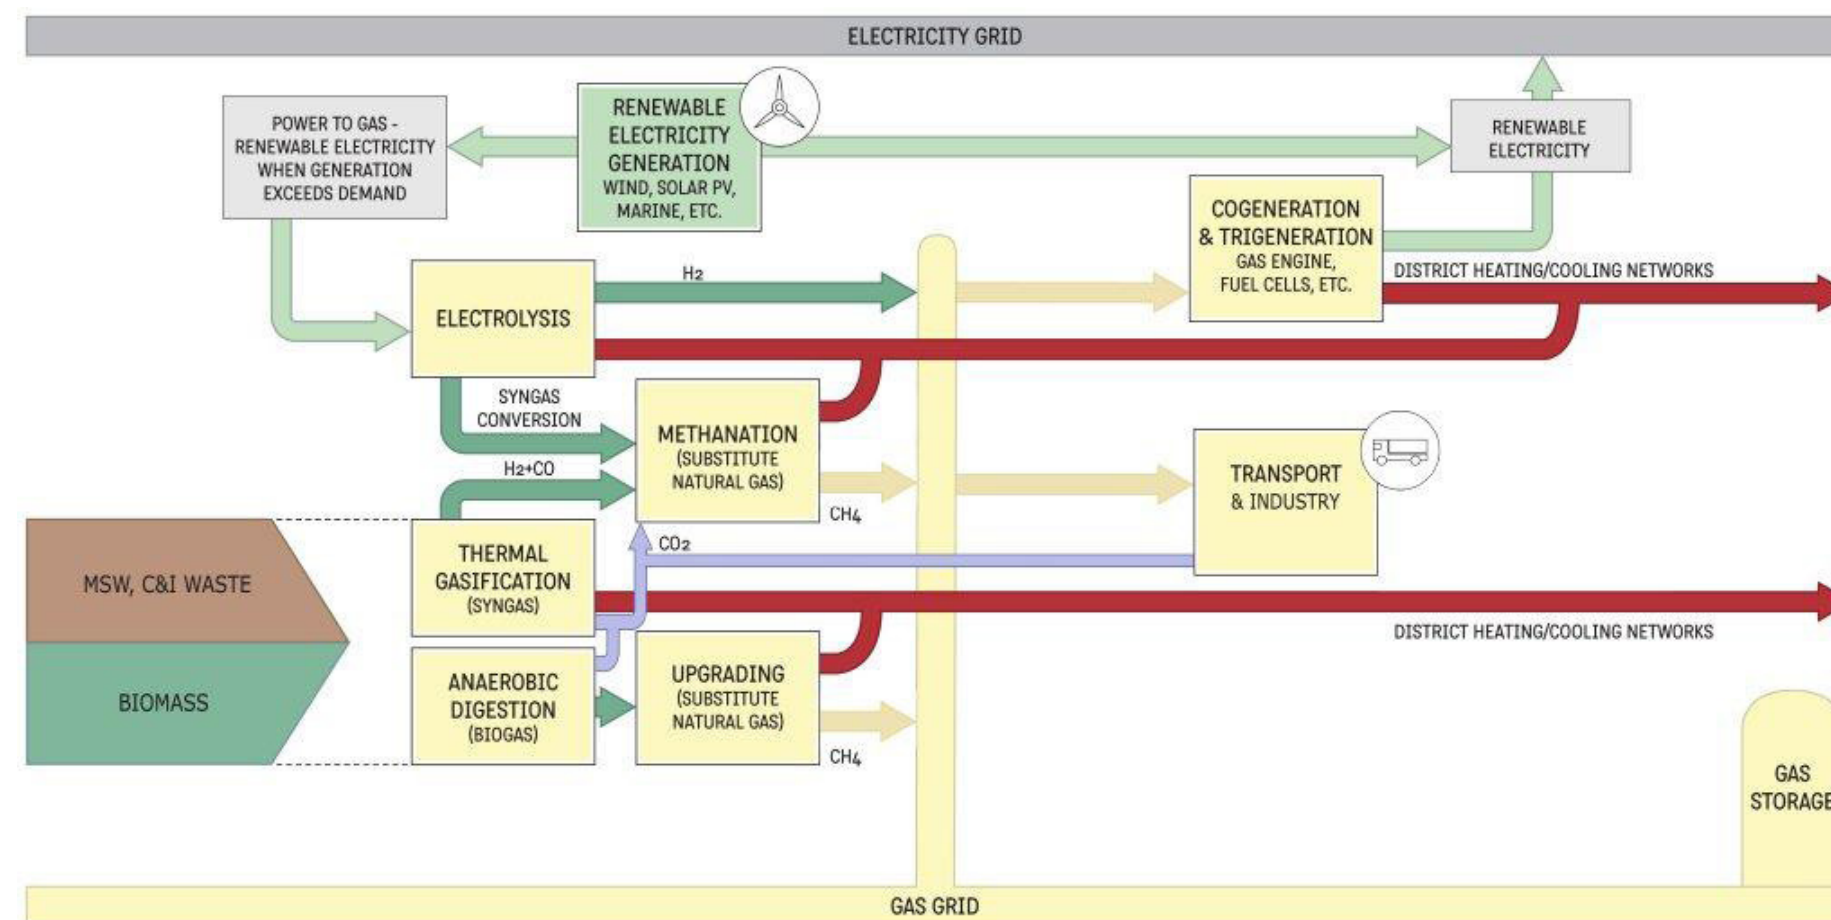 ELECTRICITY GRID
POWER TO GAS -
RENEWABLE ELECTRICITY
WHEN GENERATION
EXCEEDS DEMAND
RENEWABLE
ELECTRICITY
GENERATION
WIND, SOLAR PV,
MARINE, ETC.
RENEWABLE
ELECTRICITY
COGENERATION
& TRIGENERATION
GAS ENGINE,
FUEL CELLS, ETC.
DISTRICT HEATING/COOLING NETWORKS
H2
ELECTROLYSIS
SYNGAS
CONVERSION
H2+CO
METHANATION
(SUBSTITUTE
NATURAL GAS)
CH4
TRANSPORT
& INDUSTRY
CO2
MSW, C&I WASTE
BIOMASS
THERMAL
GASIFICATION
(SYNGAS)
ANAEROBIC
DIGESTION
(BIOGAS)
UPGRADING
(SUBSTITUTE
NATURAL GAS)
CH4
DISTRICT HEATING/COOLING NETWORKS
GAS
STORAGE
GAS GRID